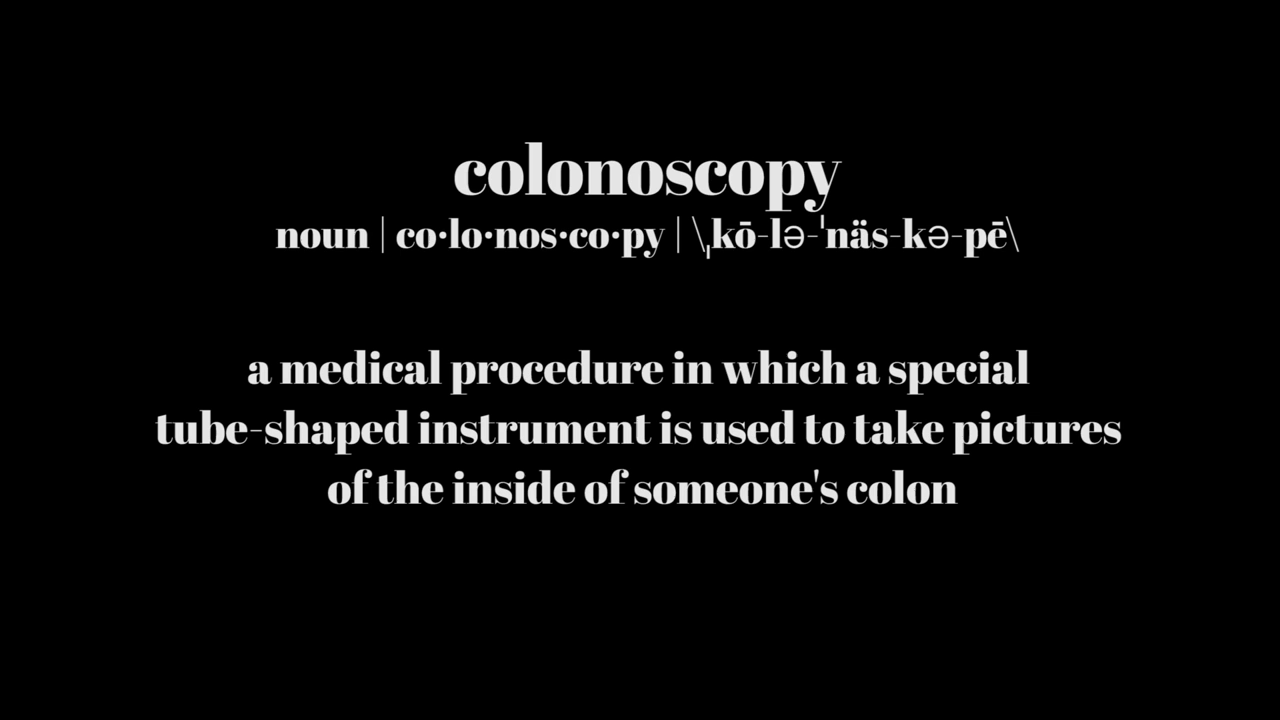 colonoscopy
noun | co·lo·nos·co·py | \ˌkō-lə-ˈnäs-kə-pē\
a medical procedure in which a special
tube-shaped instrument is used to take pictures
of the inside of someone's colon